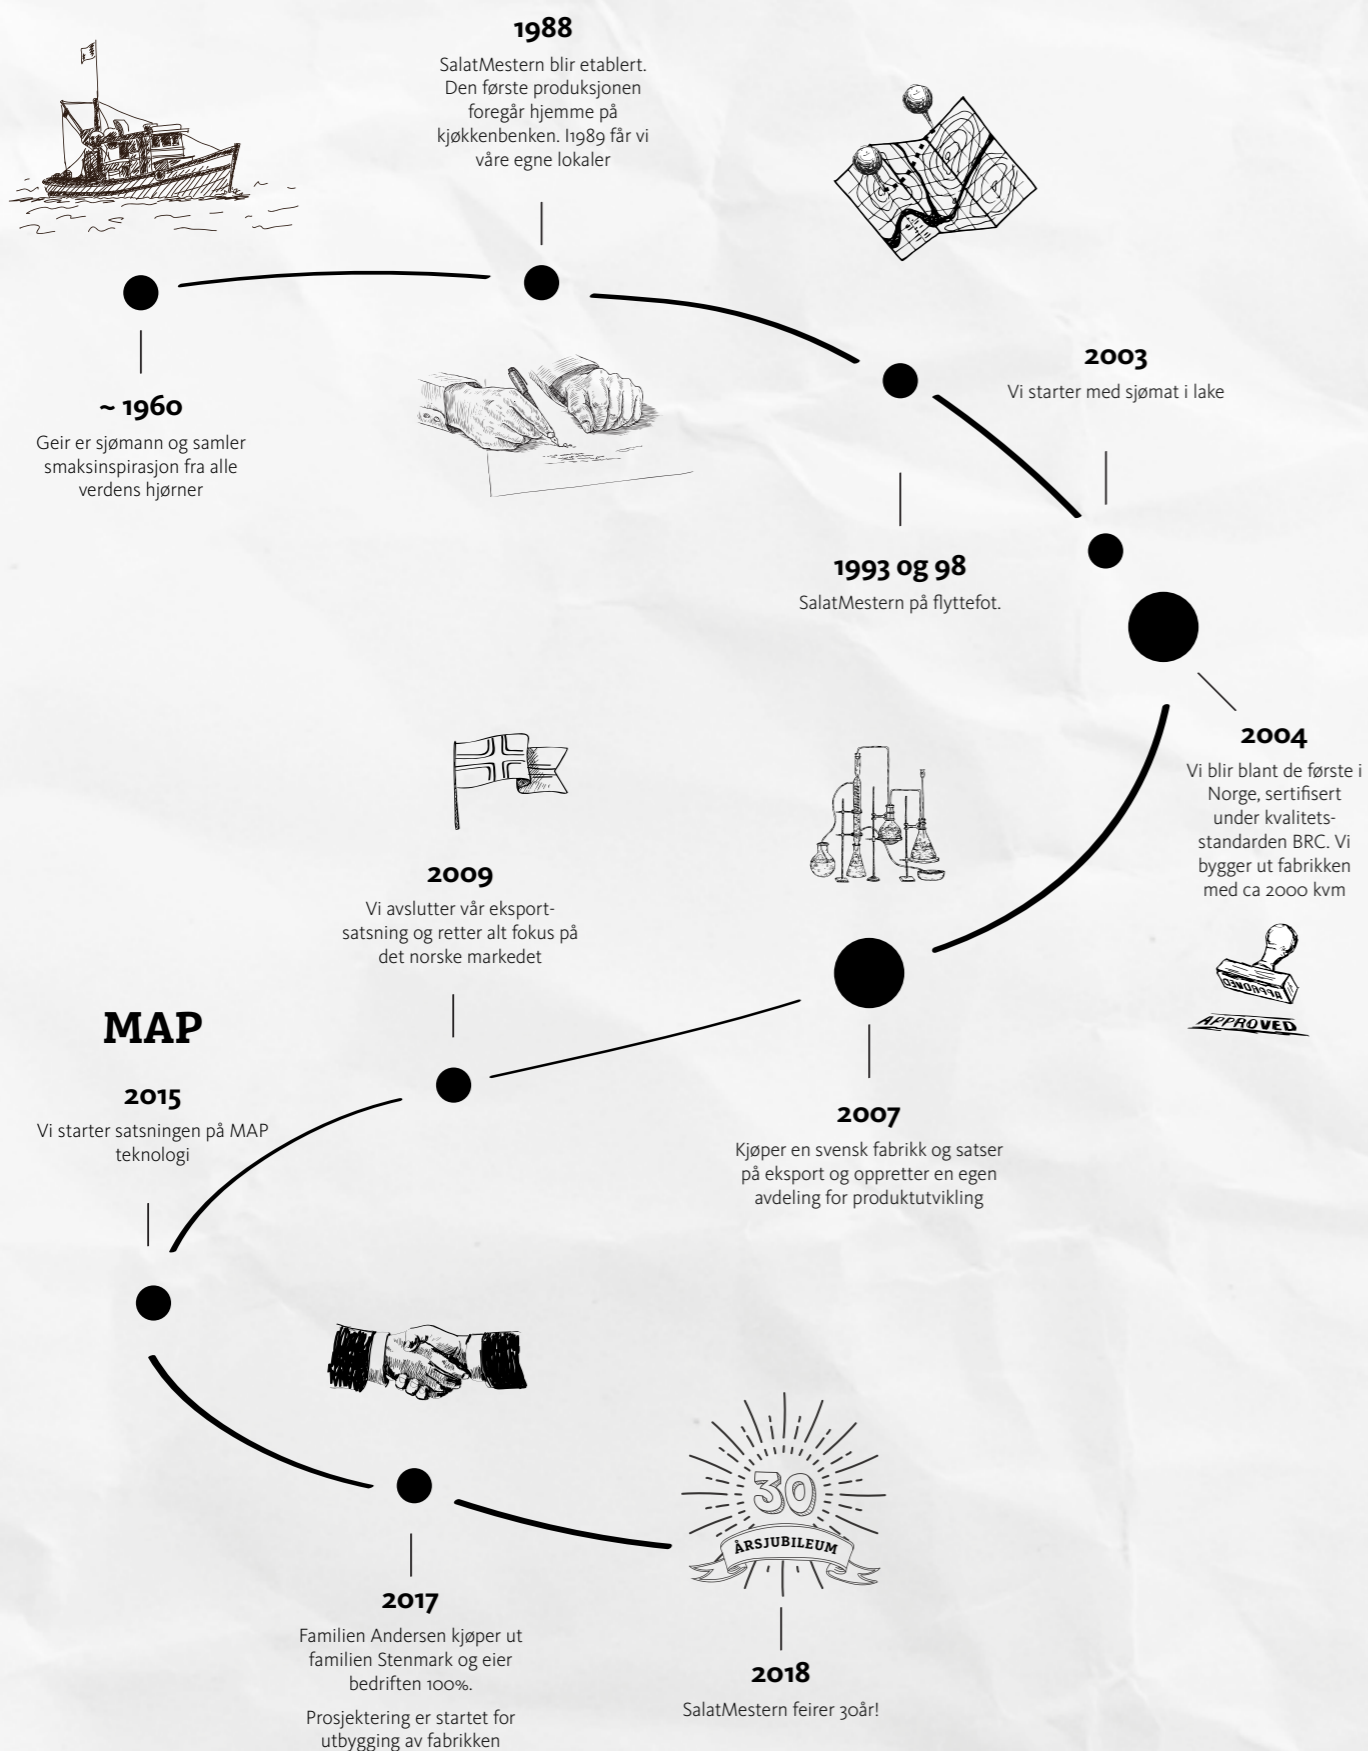 ~ 1960
Geir er sjømann og samler
smaksinspirasjon fra alle
verdens hjørner
1988
SalatMestern blir etablert.
Den første produksjonen
foregår hjemme på
kjøkkenbenken. I1989 får vi
våre egne lokaler
1993 og 98
SalatMestern på flyttefot.
2003
Vi starter med sjømat i lake
2004
Vi blir blant de første i
Norge, sertifisert
under kvalitets-
standarden BRC. Vi
bygger ut fabrikken
med ca 2000 kvm
APPROVED
APPROVED
2007
Kjøper en svensk fabrikk og satser
på eksport og oppretter en egen
avdeling for produktutvikling
2009
Vi avslutter vår eksport-
satsning og retter alt fokus på
det norske markedet
MAP
2015
Vi starter satsningen på MAP
teknologi
2017
Familien Andersen kjøper ut
familien Stenmark og eier
bedriften 100%.
Prosjektering er startet for
utbygging av fabrikken
30
ÅRSJUBILEUM
2018
SalatMestern feirer 30år!